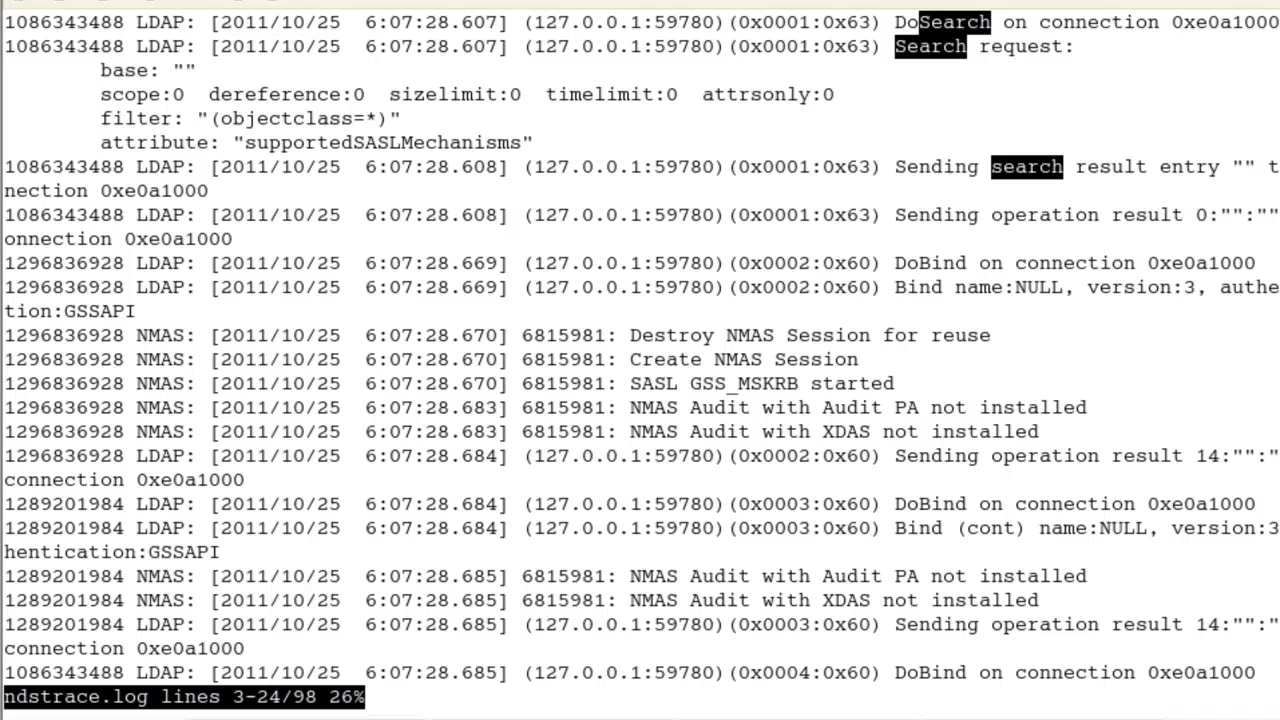 1086343488 LDAP: [2011/10/25  6:07:28.607] (127.0.0.1:59780)(0x0001:0x63) DoSearch on connection 0xe0a1000
1086343488 LDAP: [2011/10/25  6:07:28.607] (127.0.0.1:59780)(0x0001:0x63) Search request:
        base: ""
        scope:0  dereference:0  sizelimit:0  timelimit:0  attrsonly:0
        filter: "(objectclass=*)"
        attribute: "supportedSASLMechanisms"
1086343488 LDAP: [2011/10/25  6:07:28.608] (127.0.0.1:59780)(0x0001:0x63) Sending search result entry "" t
nection 0xe0a1000
1086343488 LDAP: [2011/10/25  6:07:28.608] (127.0.0.1:59780)(0x0001:0x63) Sending operation result 0:"":""
onnection 0xe0a1000
1296836928 LDAP: [2011/10/25  6:07:28.669] (127.0.0.1:59780)(0x0002:0x60) DoBind on connection 0xe0a1000
1296836928 LDAP: [2011/10/25  6:07:28.669] (127.0.0.1:59780)(0x0002:0x60) Bind name:NULL, version:3, authe
tion:GSSAPI
1296836928 NMAS: [2011/10/25  6:07:28.670] 6815981: Destroy NMAS Session for reuse
1296836928 NMAS: [2011/10/25  6:07:28.670] 6815981: Create NMAS Session
1296836928 NMAS: [2011/10/25  6:07:28.670] 6815981: SASL GSS_MSKRB started
1296836928 NMAS: [2011/10/25  6:07:28.683] 6815981: NMAS Audit with Audit PA not installed
1296836928 NMAS: [2011/10/25  6:07:28.683] 6815981: NMAS Audit with XDAS not installed
1296836928 LDAP: [2011/10/25  6:07:28.684] (127.0.0.1:59780)(0x0002:0x60) Sending operation result 14:"":"
connection 0xe0a1000
1289201984 LDAP: [2011/10/25  6:07:28.684] (127.0.0.1:59780)(0x0003:0x60) DoBind on connection 0xe0a1000
1289201984 LDAP: [2011/10/25  6:07:28.684] (127.0.0.1:59780)(0x0003:0x60) Bind (cont) name:NULL, version:3
hentication:GSSAPI
1289201984 NMAS: [2011/10/25  6:07:28.685] 6815981: NMAS Audit with Audit PA not installed
1289201984 NMAS: [2011/10/25  6:07:28.685] 6815981: NMAS Audit with XDAS not installed
1289201984 LDAP: [2011/10/25  6:07:28.685] (127.0.0.1:59780)(0x0003:0x60) Sending operation result 14:"":"
connection 0xe0a1000
1086343488 LDAP: [2011/10/25  6:07:28.685] (127.0.0.1:59780)(0x0004:0x60) DoBind on connection 0xe0a1000
ndstrace.log lines 3-24/98 26%